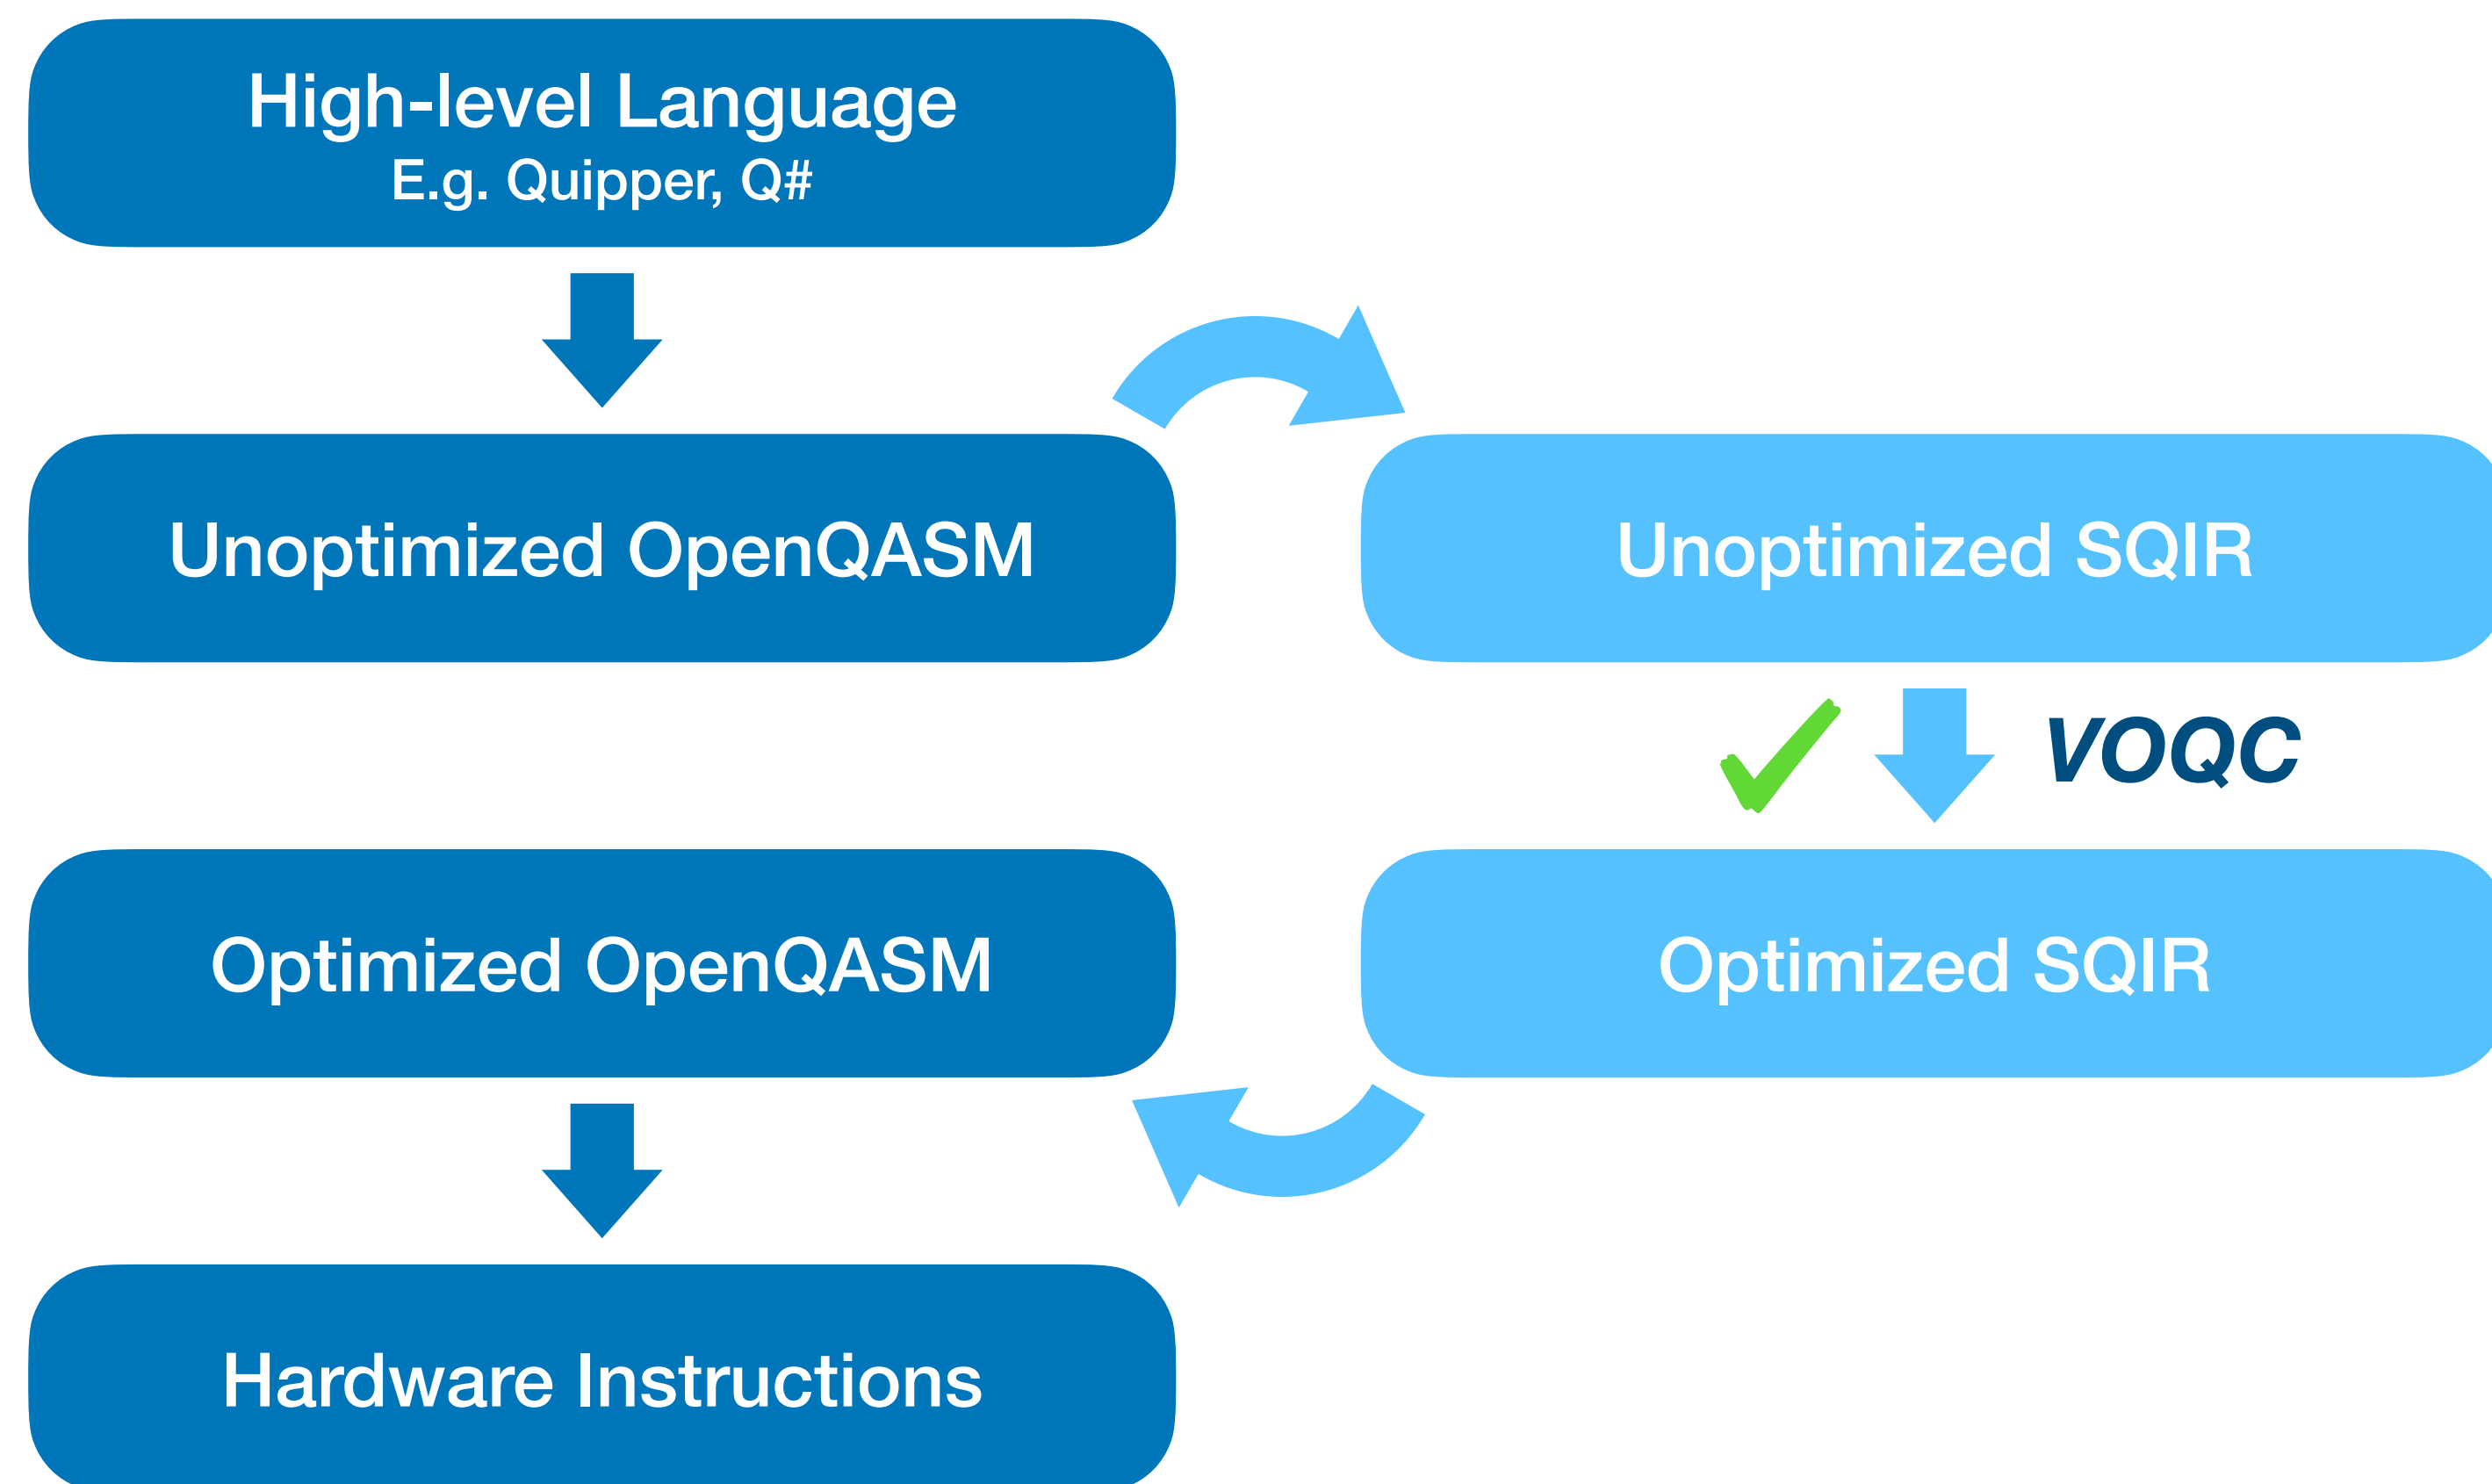 High-level Language
E.g. Quipper, Q#
Unoptimized OpenQASM
Unoptimized SQIR
VOQC
Optimized OpenQASM
Optimized SQIR
Hardware Instructions